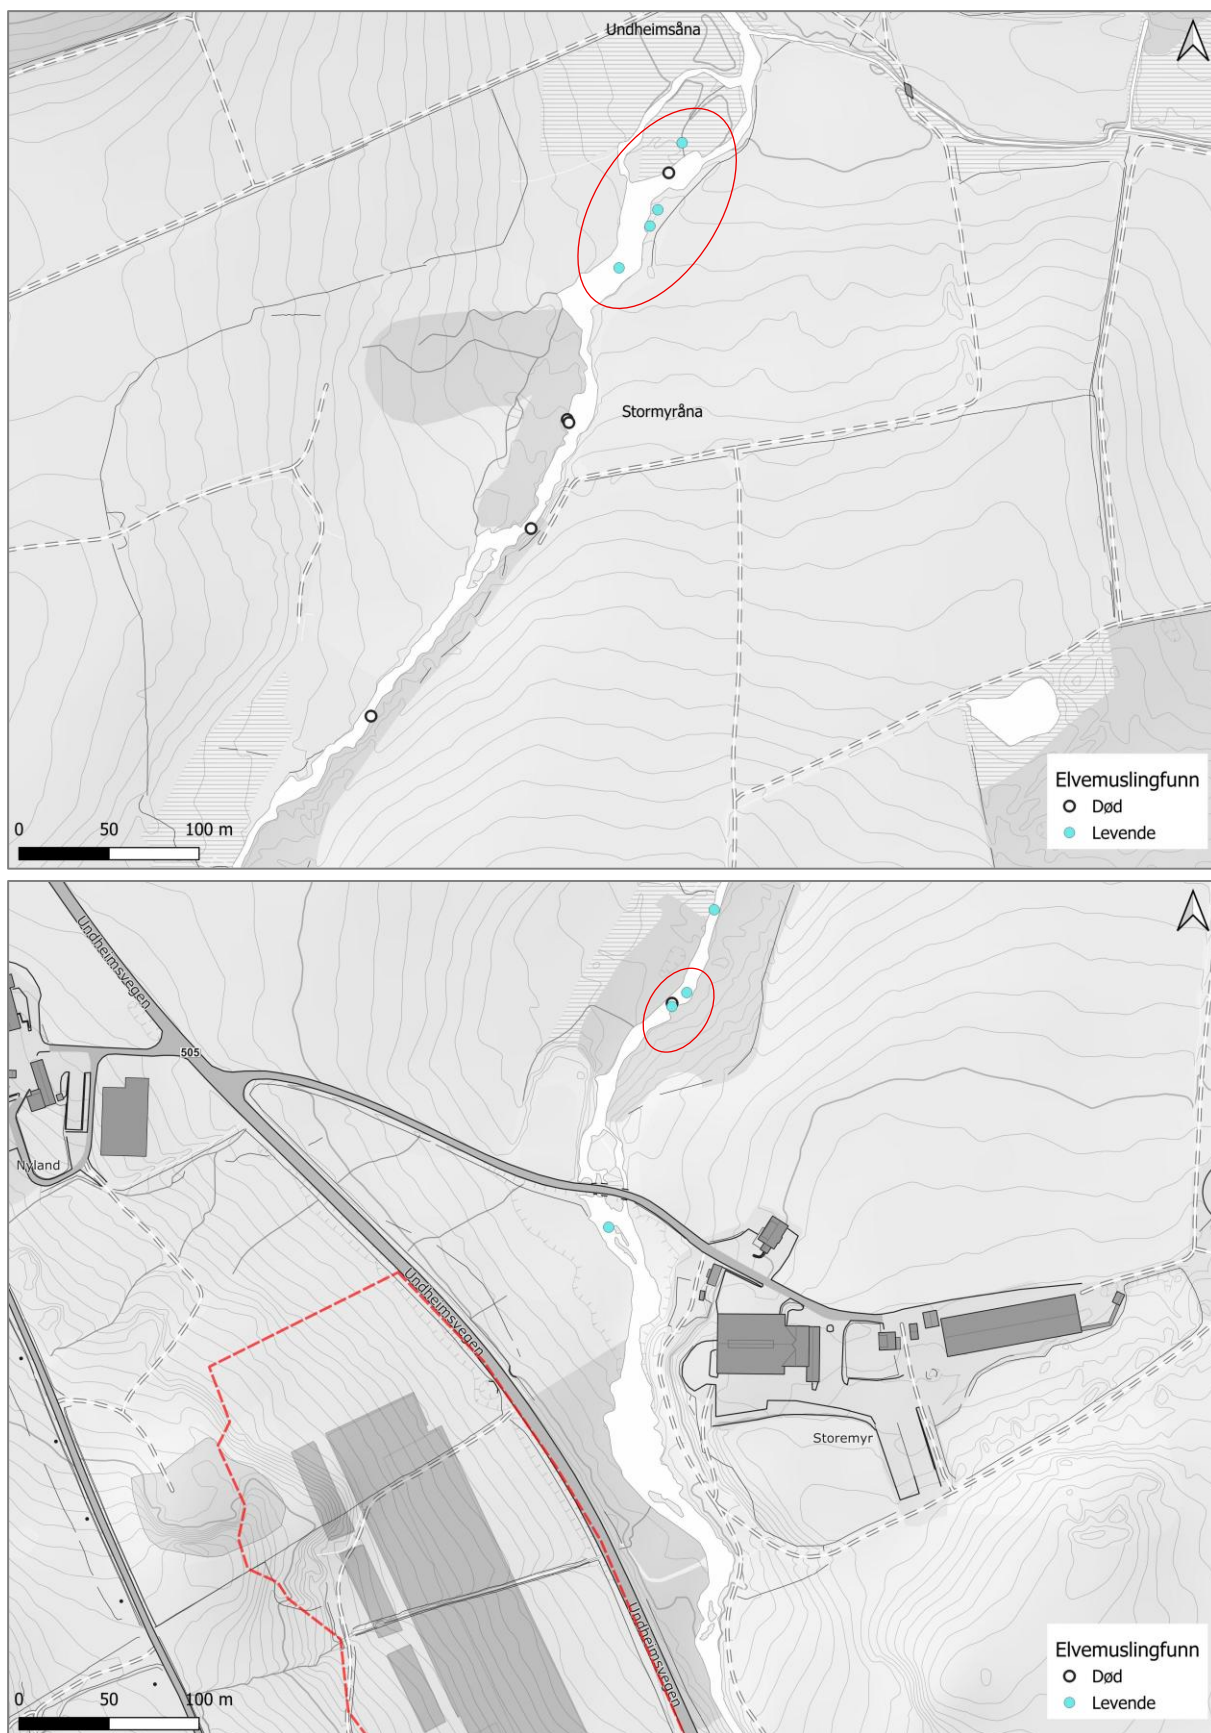 Undheimsåna
Stormyråna
Elvemuslingfunn
Død
Levende
0 50 100 m
Undheimsvegen
505
Nyland
Undheimsvegen
Storemyr
Undheimsvegen
Elvemuslingfunn
Død
Levende
0 50 100 m